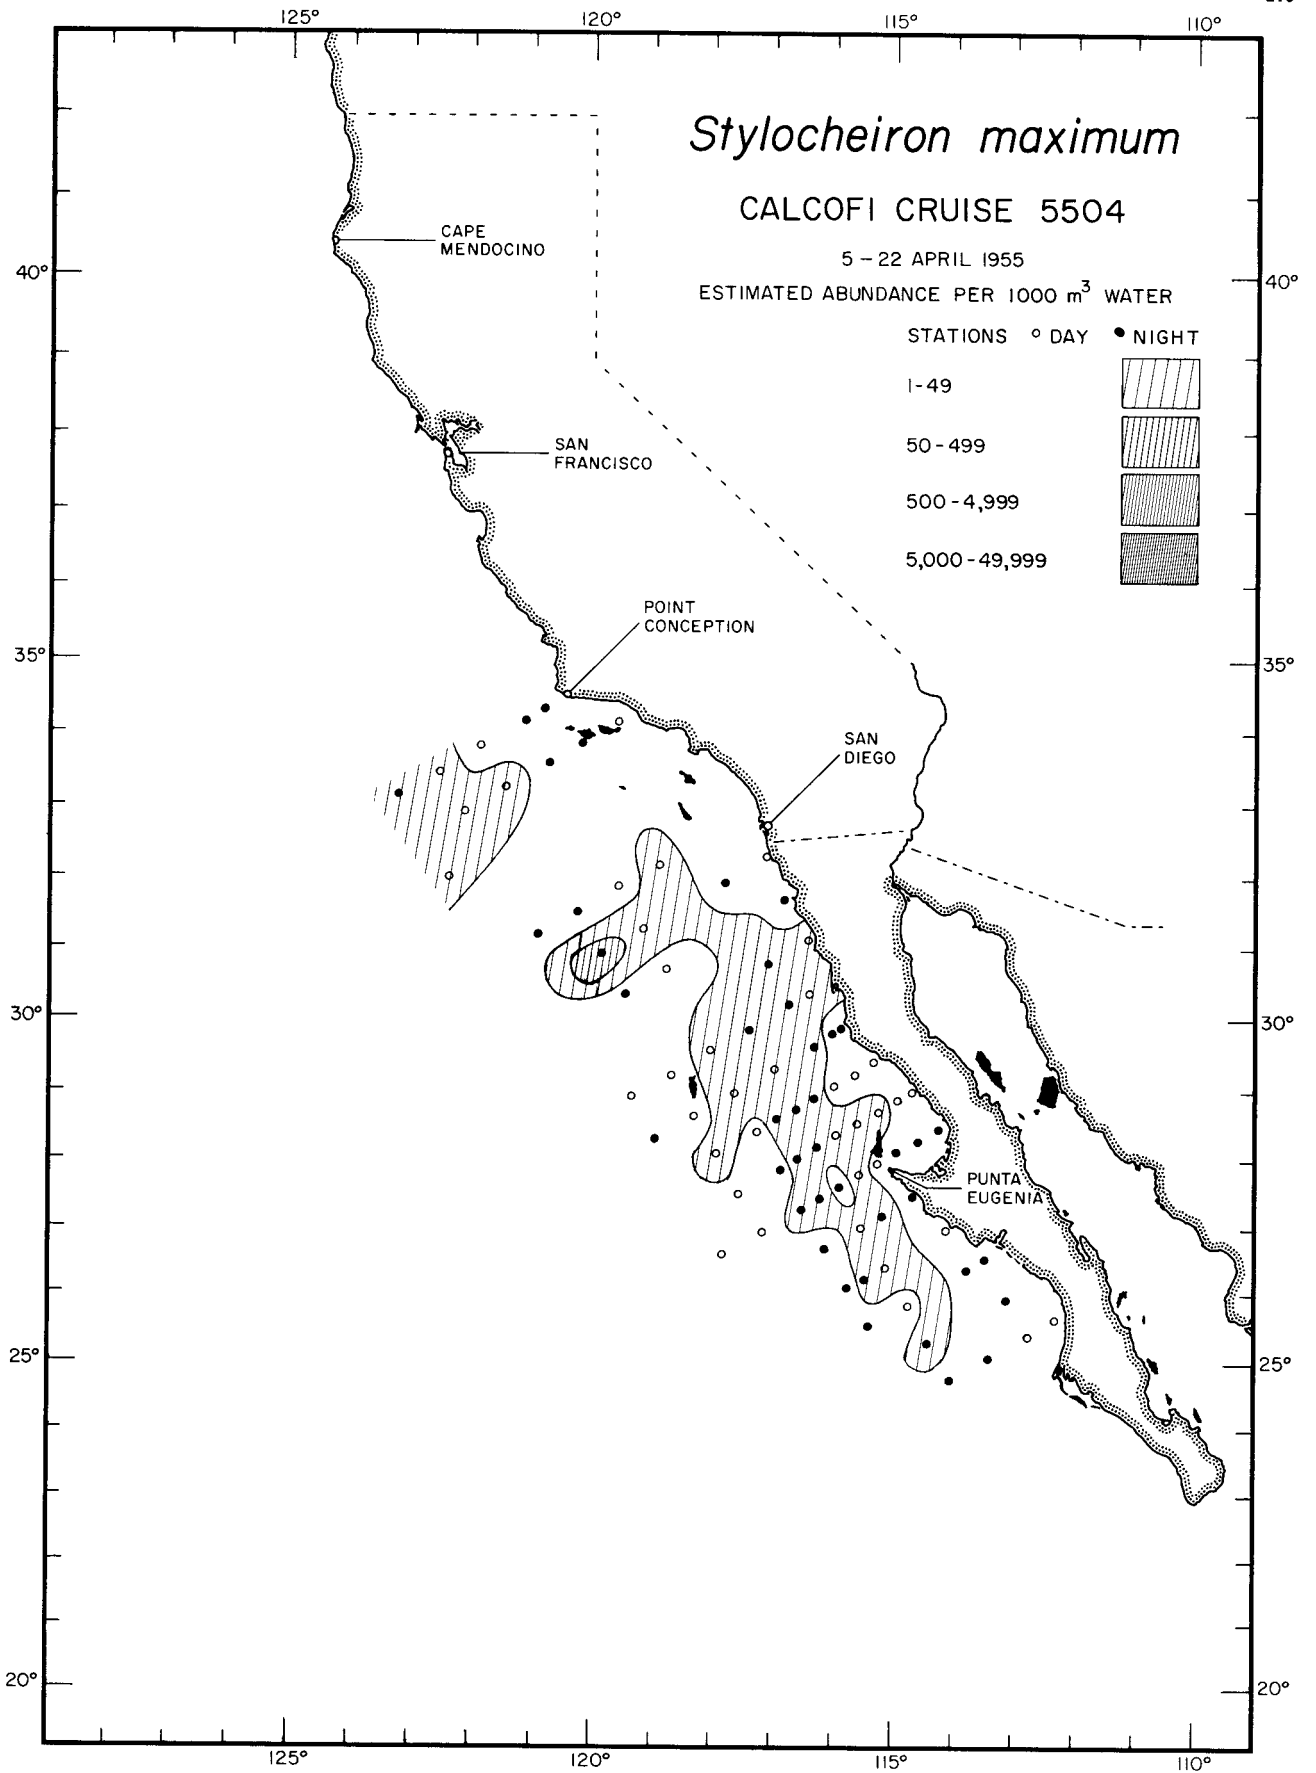 125° 120° 115° 110°
Stylocheiron maximum
CALCOFI CRUISE 5504
5 - 22 APRIL 1955
ESTIMATED ABUNDANCE PER 1000 m³ WATER
STATIONS ○ DAY ● NIGHT
1-49
50-499
500-4,999
5,000-49,999
CAPE
MENDOCINO
40° 40°
SAN
FRANCISCO
POINT
CONCEPTION
35° 35°
SAN
DIEGO
30° 30°
PUNTA
EUGENIA
25° 25°
20° 20°
125° 120° 115° 110°